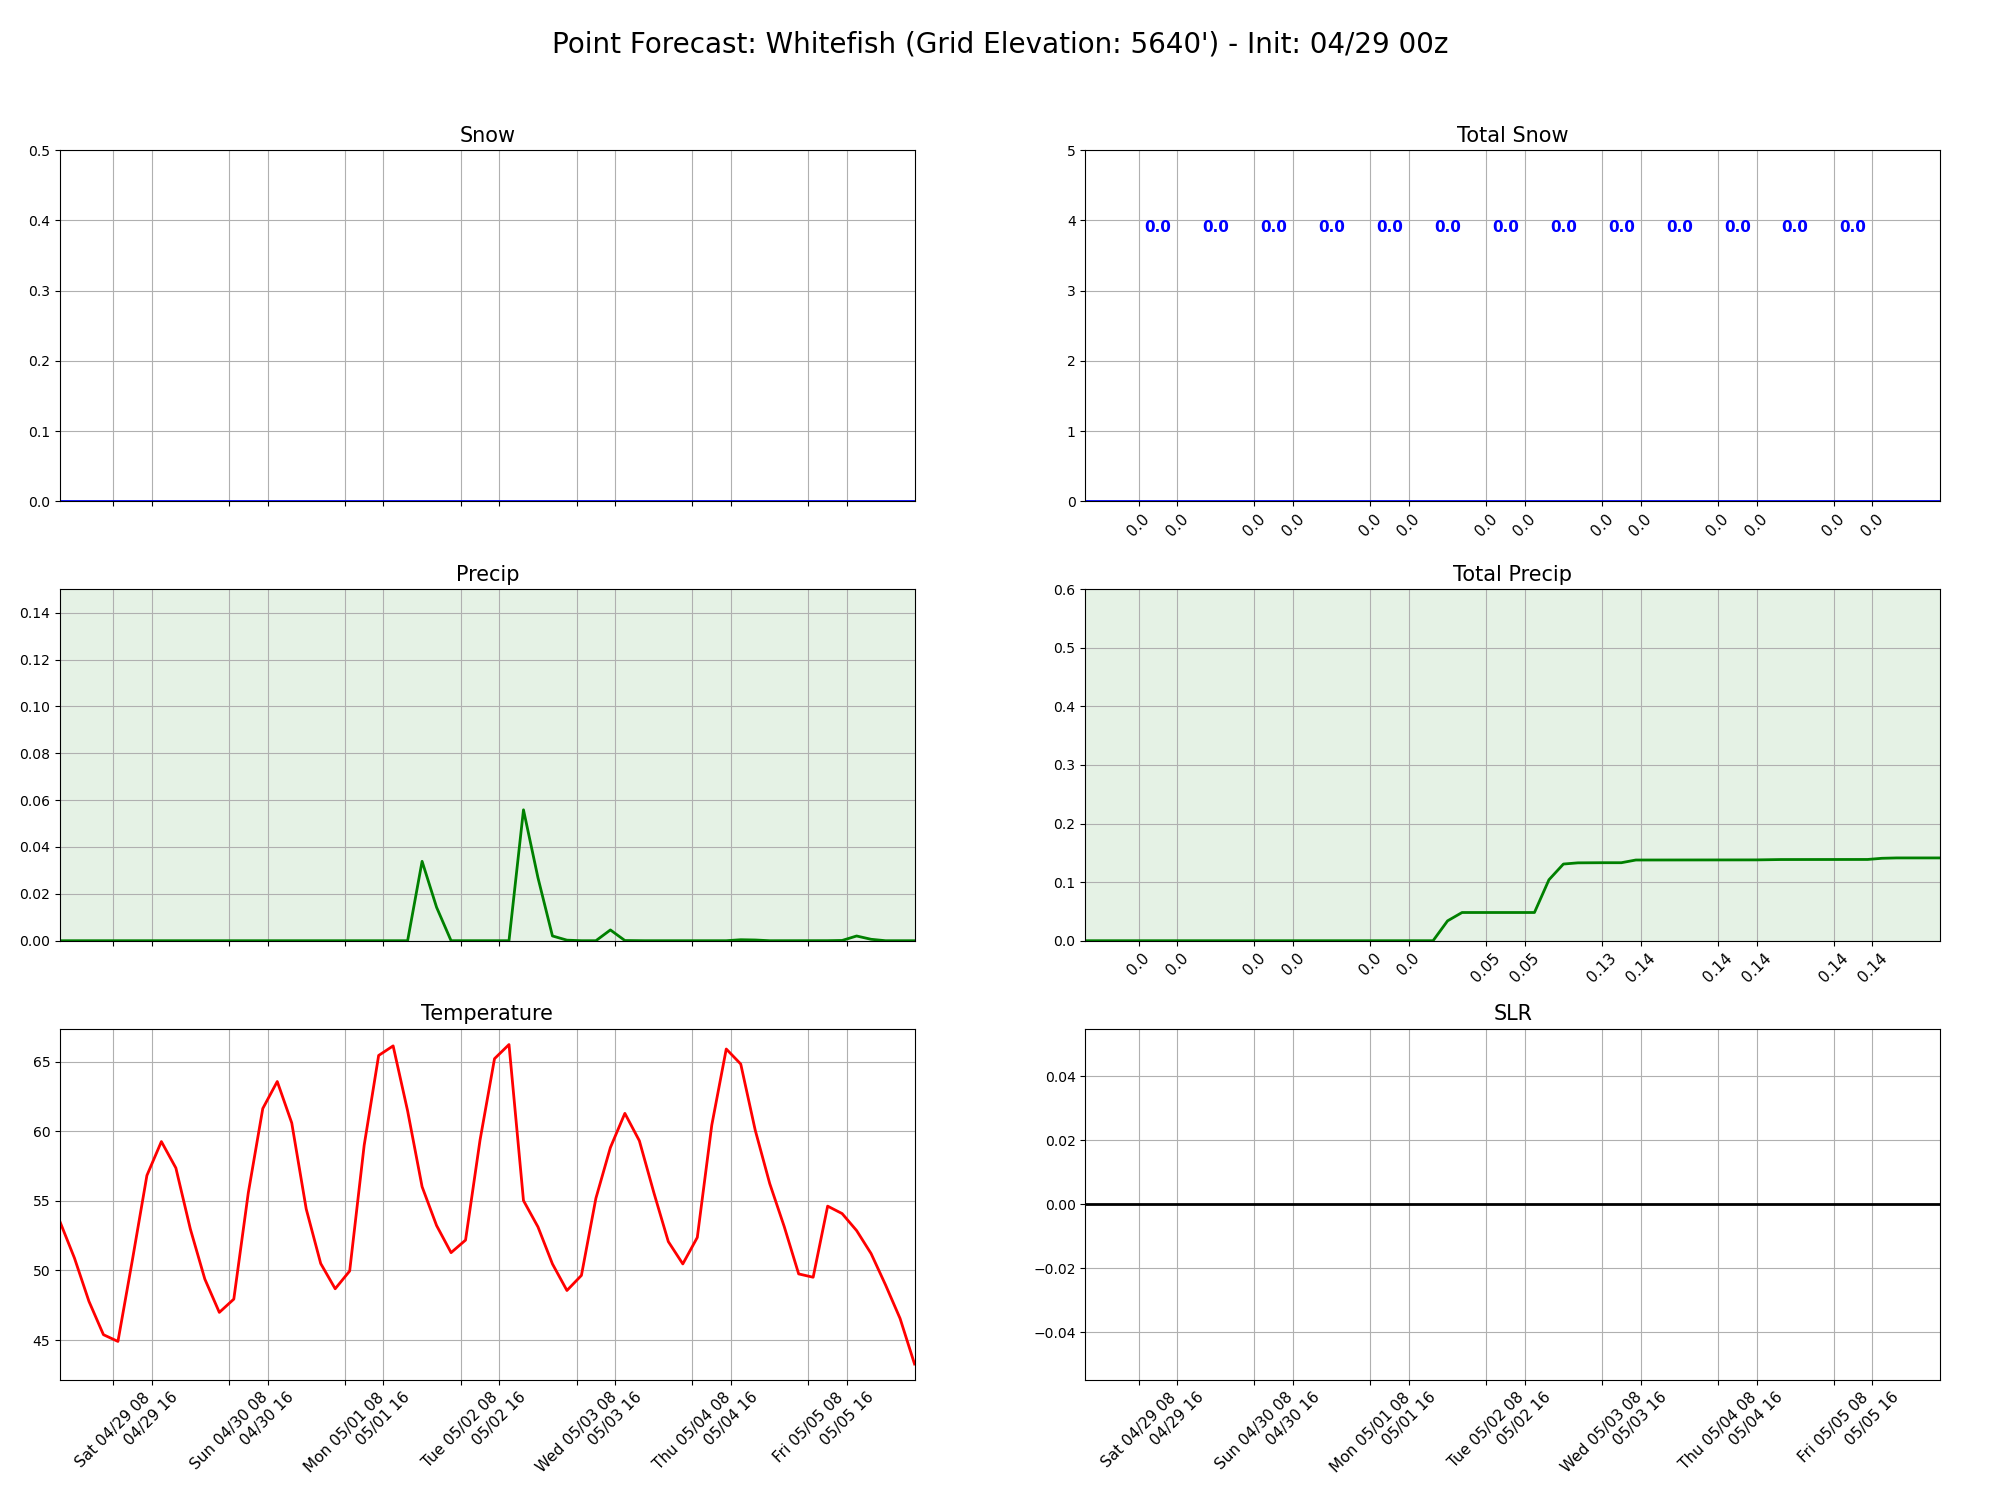 Point Forecast: Whitefish (Grid Elevation: 5640') - Init: 04/29 00z
Snow
0.5
0.4
0.3
0.2
0.1
0.0
Total Snow
5
4
3
2
1
0
0.0 0.0 0.0 0.0 0.0 0.0 0.0 0.0 0.0 0.0 0.0 0.0 0.0
0.0 0.0 0.0 0.0 0.0 0.0 0.0 0.0 0.0 0.0 0.0 0.0 0.0 0.0
Precip
0.14
0.12
0.10
0.08
0.06
0.04
0.02
0.00
Total Precip
0.6
0.5
0.4
0.3
0.2
0.1
0.0
0.0 0.0 0.0 0.0 0.0 0.0 0.05 0.05 0.13 0.14 0.14 0.14 0.14 0.14
Temperature
65
60
55
50
45
Sat 04/29 08
04/29 16
Sun 04/30 08
04/30 16
Mon 05/01 08
05/01 16
Tue 05/02 08
05/02 16
Wed 05/03 08
05/03 16
Thu 05/04 08
05/04 16
Fri 05/05 08
05/05 16
SLR
0.04
0.02
0.00
−0.02
−0.04
Sat 04/29 08
04/29 16
Sun 04/30 08
04/30 16
Mon 05/01 08
05/01 16
Tue 05/02 08
05/02 16
Wed 05/03 08
05/03 16
Thu 05/04 08
05/04 16
Fri 05/05 08
05/05 16